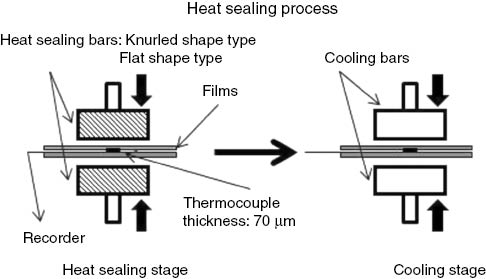 Heat sealing process
Heat sealing bars: Knurled shape type
Flat shape type
Cooling bars
Films
Thermocouple
thickness: 70 μm
Recorder
Heat sealing stage
Cooling stage